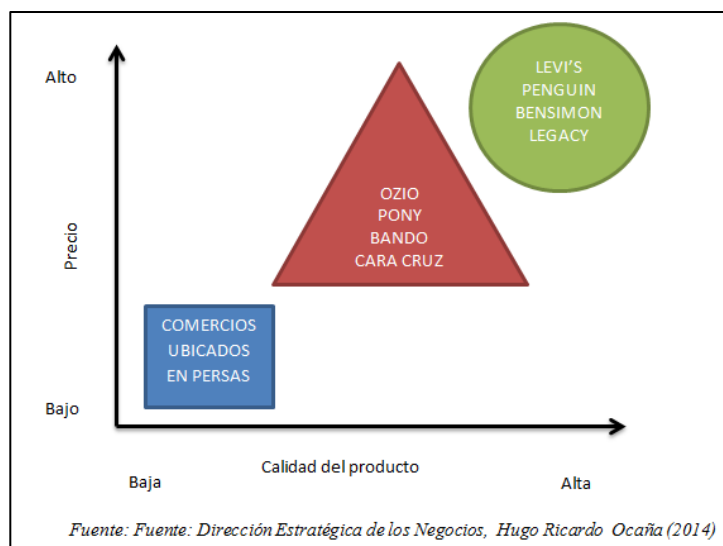 Alto
LEVI'S
PENGUIN
BENSIMON
LEGACY
OZIO
PONY
BANDO
CARA CRUZ
Precio
COMERCIOS
UBICADOS
EN PERSAS
Bajo
Calidad del producto
Baja
Alta
Fuente: Fuente: Dirección Estratégica de los Negocios, Hugo Ricardo Ocaña (2014)